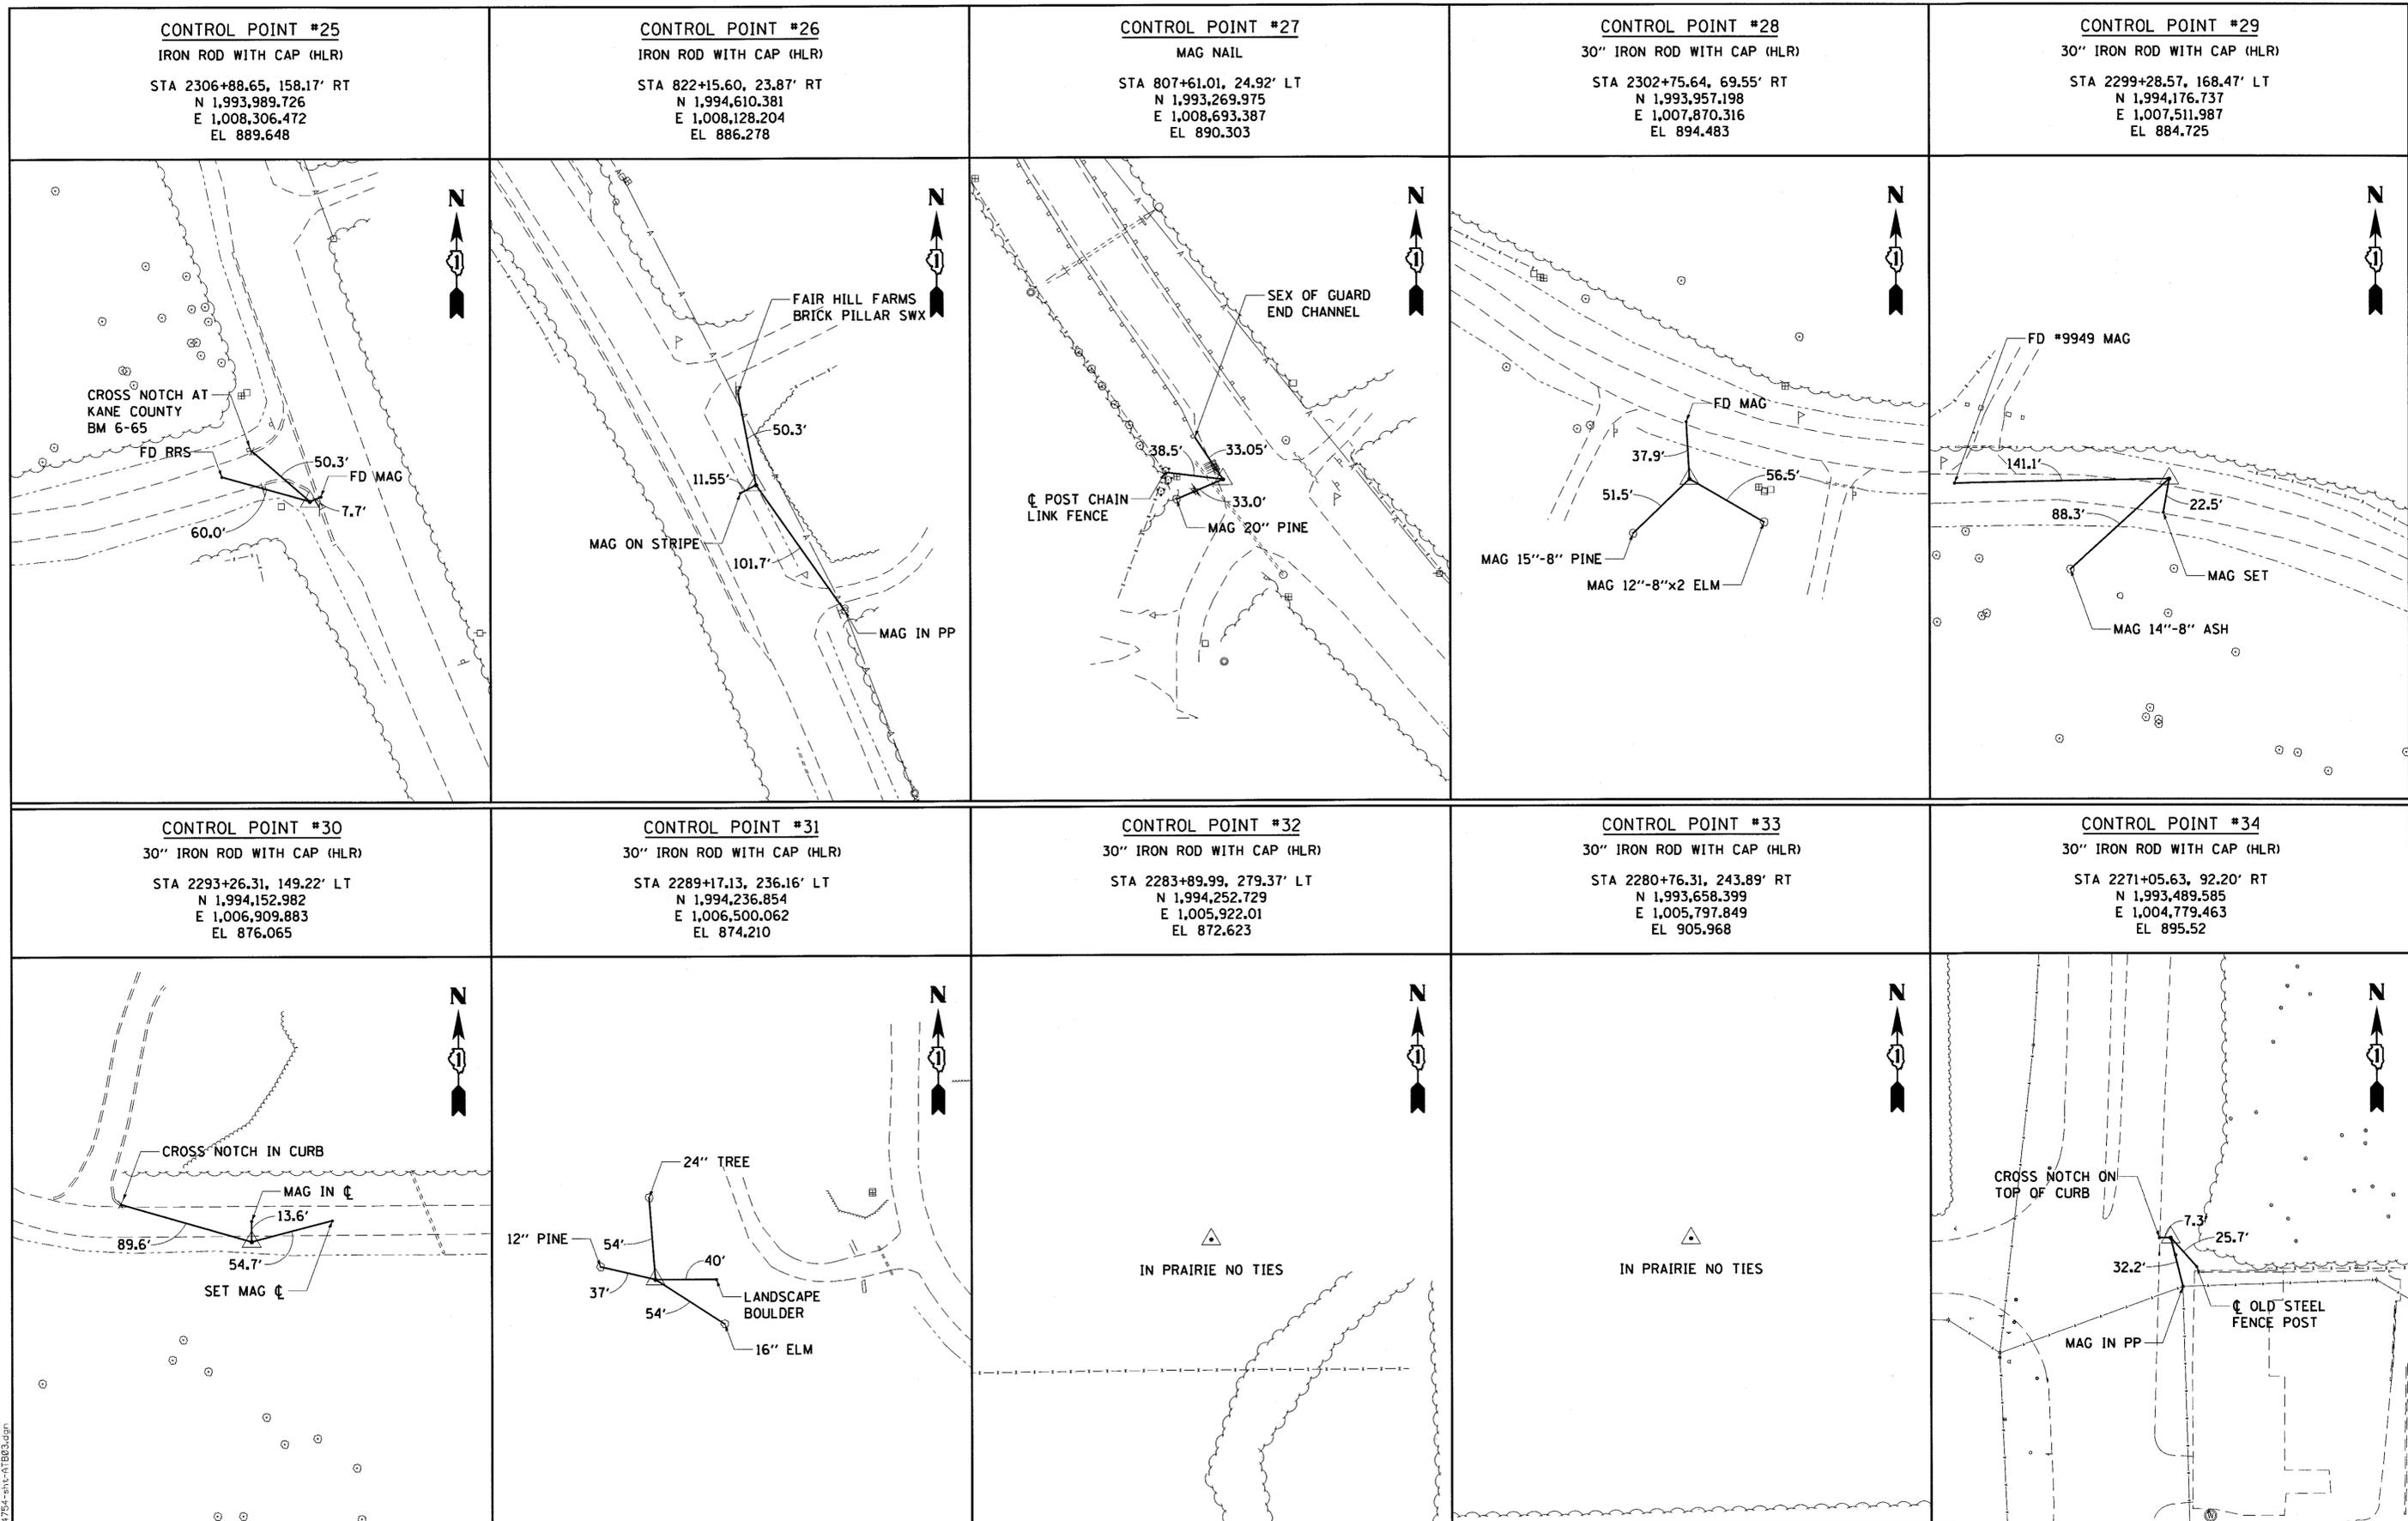 CONTROL POINT #25
IRON ROD WITH CAP (HLR)
STA 2306+88.65, 158.17' RT
N 1,993,989.726
E 1,008,306.472
EL 889.648
N
1
CROSS NOTCH AT
KANE COUNTY
BM 6-65
FD RRS
50.3'
FD MAG
7.7'
60.0'
CONTROL POINT #26
IRON ROD WITH CAP (HLR)
STA 822+15.60, 23.87' RT
N 1,994,610.381
E 1,008,128.204
EL 886.278
N
1
FAIR HILL FARMS
BRICK PILLAR SWX
50.3'
11.55'
MAG ON STRIPE
101.7'
MAG IN PP
CONTROL POINT #27
MAG NAIL
STA 807+61.01, 24.92' LT
N 1,993,269.975
E 1,008,693.387
EL 890.303
N
1
SEX OF GUARD
END CHANNEL
38.5'
33.05'
℄ POST CHAIN
LINK FENCE
33.0'
MAG 20" PINE
CONTROL POINT #28
30" IRON ROD WITH CAP (HLR)
STA 2302+75.64, 69.55' RT
N 1,993,957.198
E 1,007,870.316
EL 894.483
N
1
FD MAG
37.9'
56.5'
51.5'
MAG 15"-8" PINE
MAG 12"-8"x2 ELM
CONTROL POINT #29
30" IRON ROD WITH CAP (HLR)
STA 2299+28.57, 168.47' LT
N 1,994,176.737
E 1,007,511.987
EL 884.725
N
1
FD #9949 MAG
141.1'
22.5'
88.3'
MAG SET
MAG 14"-8" ASH
CONTROL POINT #30
30" IRON ROD WITH CAP (HLR)
STA 2293+26.31, 149.22' LT
N 1,994,152.982
E 1,006,909.883
EL 876.065
N
1
CROSS NOTCH IN CURB
MAG IN ℄
13.6'
89.6'
54.7'
SET MAG ℄
CONTROL POINT #31
30" IRON ROD WITH CAP (HLR)
STA 2289+17.13, 236.16' LT
N 1,994,236.854
E 1,006,500.062
EL 874.210
N
1
24" TREE
12" PINE
54'
40'
37'
LANDSCAPE
BOULDER
54'
16" ELM
CONTROL POINT #32
30" IRON ROD WITH CAP (HLR)
STA 2283+89.99, 279.37' LT
N 1,994,252.729
E 1,005,922.01
EL 872.623
N
1
IN PRAIRIE NO TIES
CONTROL POINT #33
30" IRON ROD WITH CAP (HLR)
STA 2280+76.31, 243.89' RT
N 1,993,658.399
E 1,005,797.849
EL 905.968
N
1
IN PRAIRIE NO TIES
CONTROL POINT #34
30" IRON ROD WITH CAP (HLR)
STA 2271+05.63, 92.20' RT
N 1,993,489.585
E 1,004,779.463
EL 895.52
N
1
CROSS NOTCH ON
TOP OF CURB
7.3'
25.7'
32.2'
℄ OLD STEEL
FENCE POST
MAG IN PP
W
4754-sht-ATB03.dgn